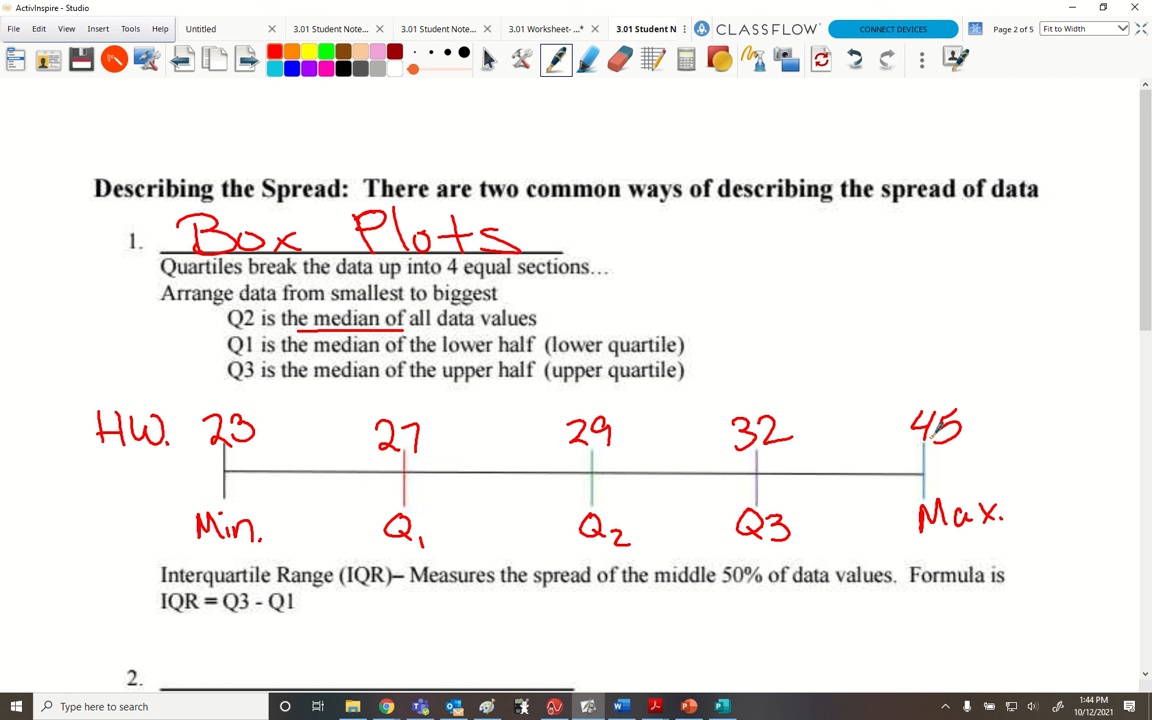 ActivInspire - Studio
File Edit View Insert Tools Help Untitled 3.01 Student Note... 3.01 Student Note... 3.01 Worksheet- ...* 3.01 Student N CLASSFLOW CONNECT DEVICES Page 2 of 5 Fit to Width
Describing the Spread: There are two common ways of describing the spread of data
1. Box Plots
Quartiles break the data up into 4 equal sections...
Arrange data from smallest to biggest
Q2 is the median of all data values
Q1 is the median of the lower half (lower quartile)
Q3 is the median of the upper half (upper quartile)
HW. 23 27 29 32 45
Min. Q1 Q2 Q3 Max.
Interquartile Range (IQR)– Measures the spread of the middle 50% of data values. Formula is
IQR = Q3 - Q1
2.
Type here to search
1:44 PM
10/12/2021